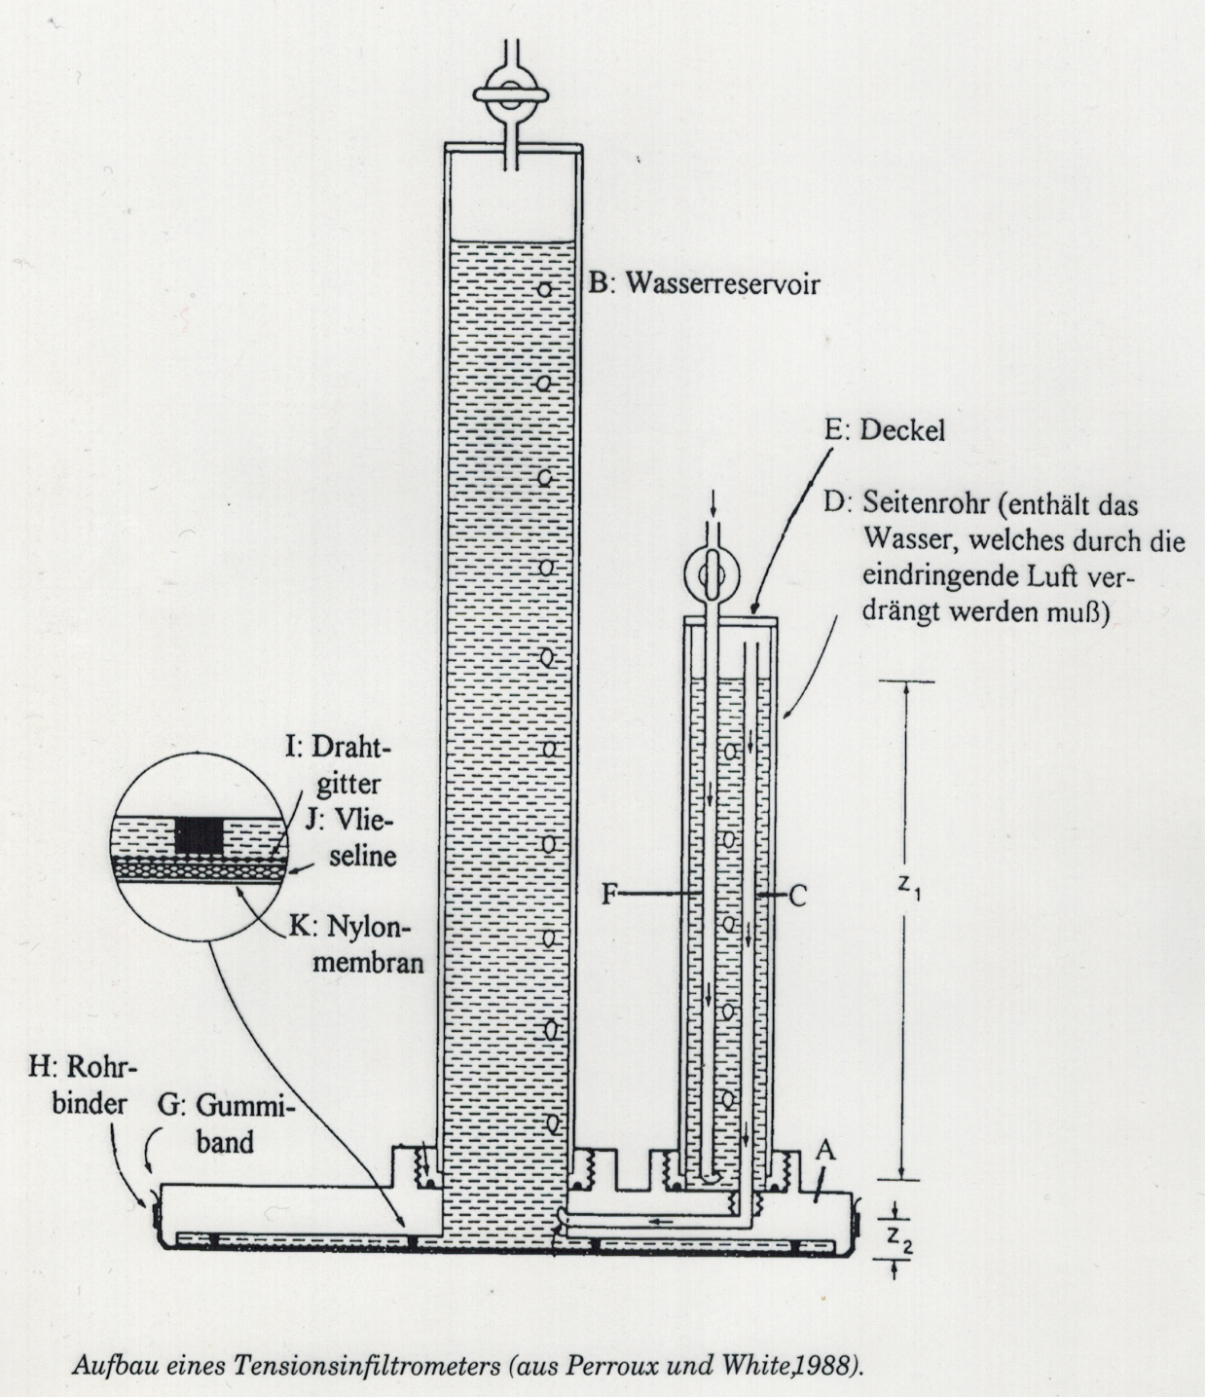 B: Wasserreservoir
E: Deckel
D: Seitenrohr (enthält das
Wasser, welches durch die
eindringende Luft ver-
drängt werden muß)
I: Draht-
gitter
J: Vlie-
seline
F
C
z1
K: Nylon-
membran
H: Rohr-
binder
G: Gummi-
band
A
z2
Aufbau eines Tensionsinfiltrometers (aus Perroux und White,1988).